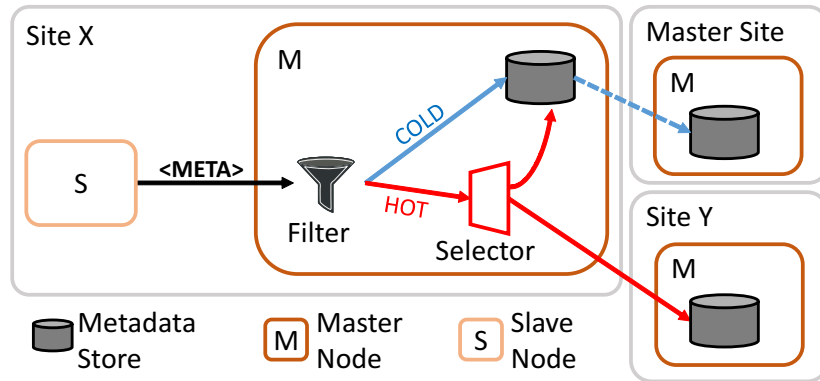 Site X
M
S
<META>
Filter
COLD
HOT
Selector
Master Site
M
Site Y
M
Metadata
Store
M
Master
Node
S
Slave
Node